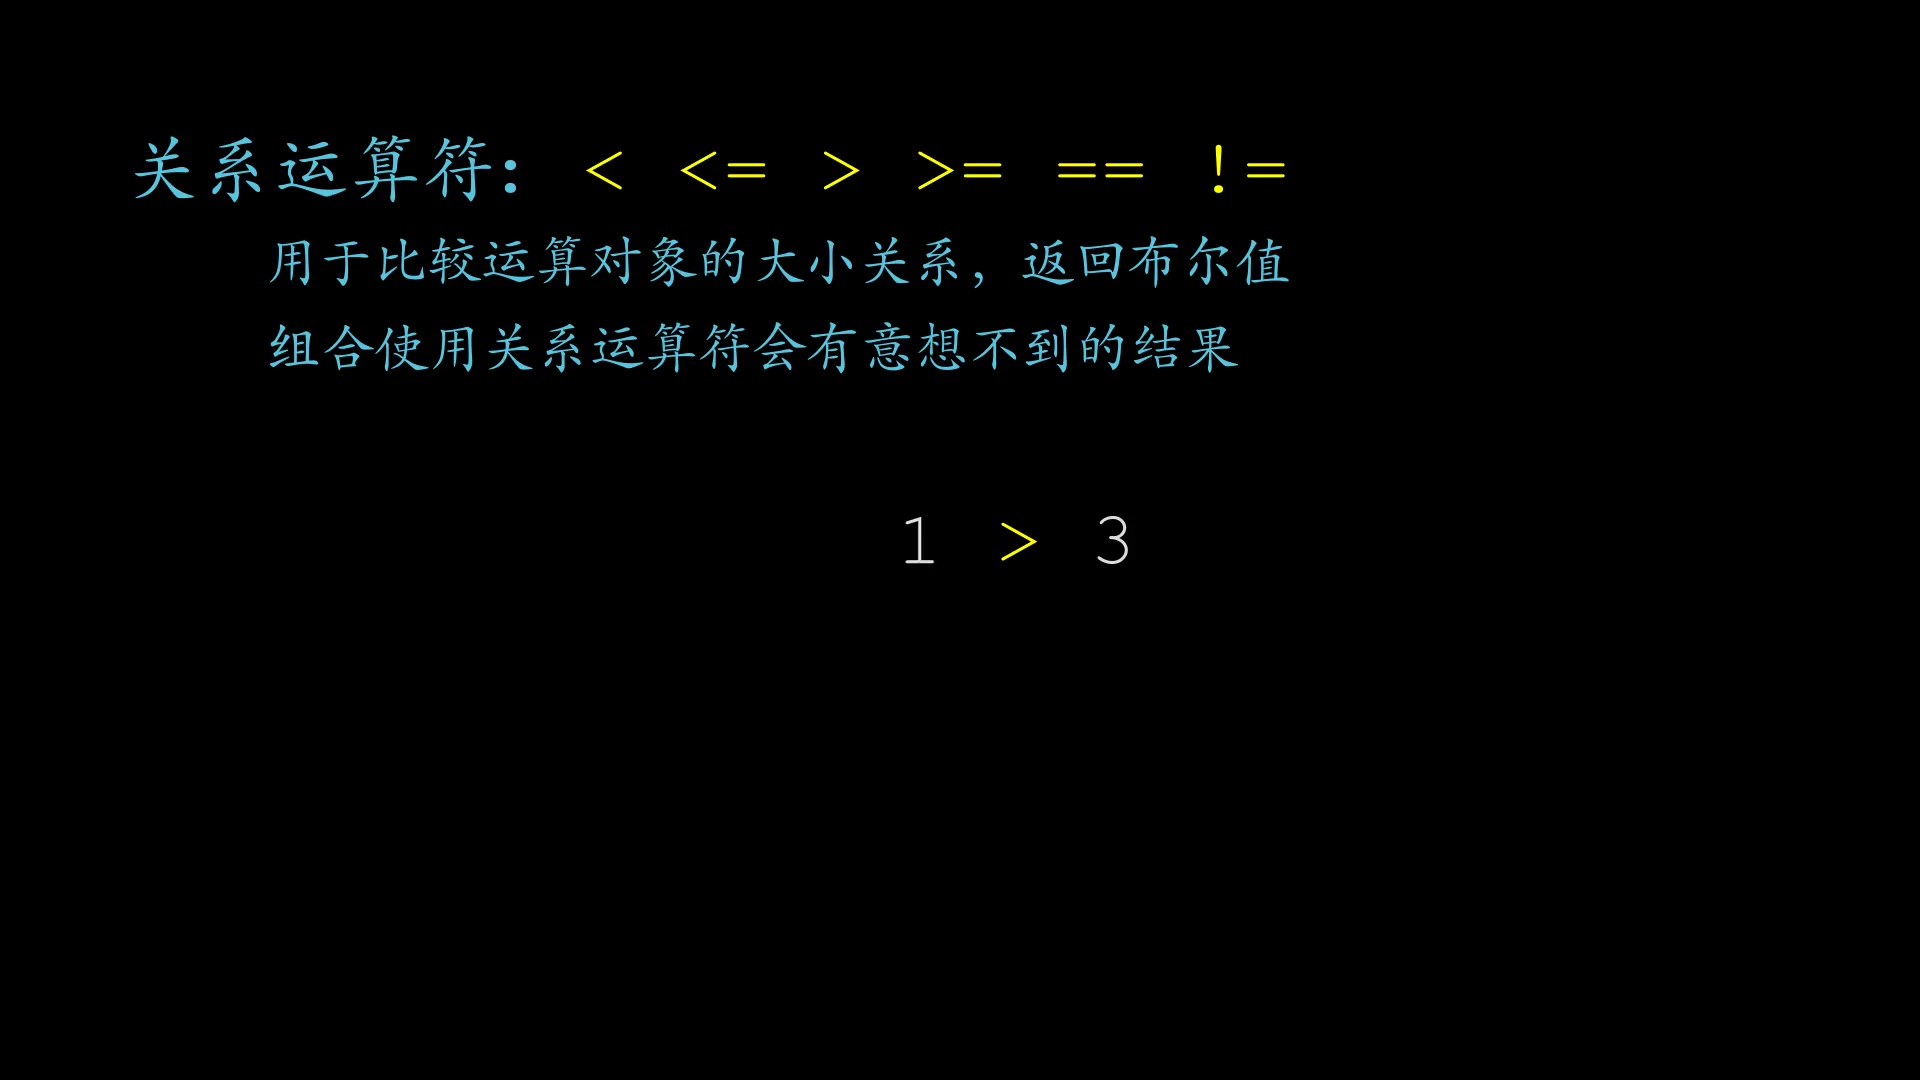 关系运算符: < <= > >= == !=
用于比较运算对象的大小关系，返回布尔值
组合使用关系运算符会有意想不到的结果
1 > 3